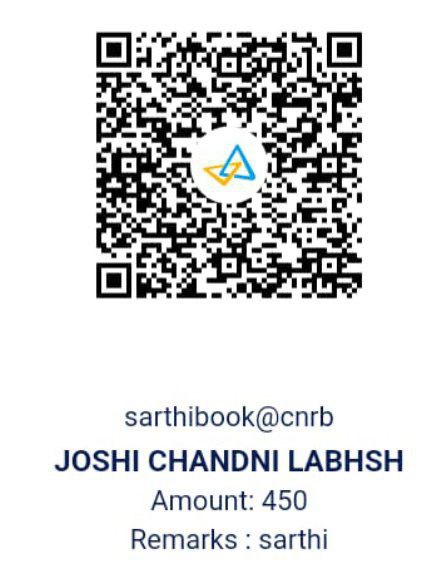 sarthibook@cnrb
JOSHI CHANDNI LABHSH
Amount: 450
Remarks : sarthi